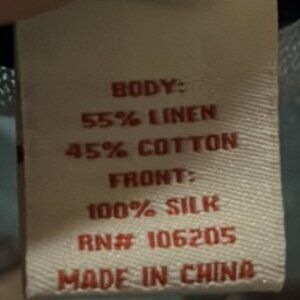 BODY:
55% LINEN
45% COTTON
FRONT:
100% SILK
RN# 106205
MADE IN CHINA